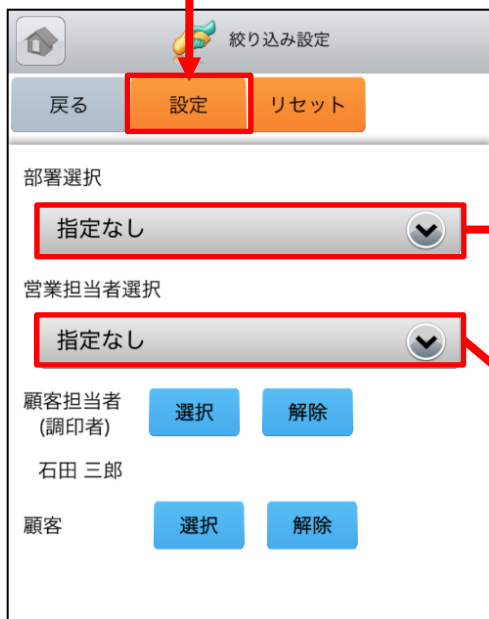 絞り込み設定
戻る 設定 リセット
部署選択
指定なし
営業担当者選択
指定なし
顧客担当者
(調印者) 選択 解除
石田 三郎
顧客 選択 解除